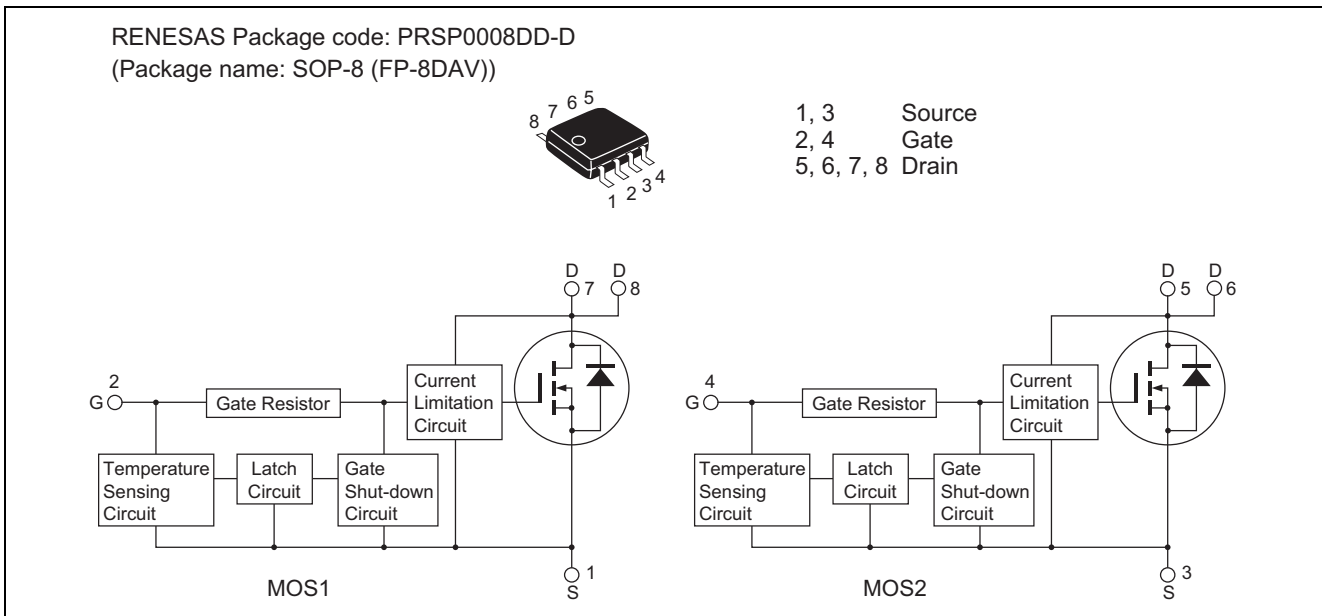 RENESAS Package code: PRSP0008DD-D
(Package name: SOP-8 (FP-8DAV))
8 7 6 5
1 2 3 4
1, 3 Source
2, 4 Gate
5, 6, 7, 8 Drain
D D
7 8
2
G
Gate Resistor
Current
Limitation
Circuit
Temperature
Sensing
Circuit
Latch
Circuit
Gate
Shut-down
Circuit
1
S
MOS1
D D
5 6
4
G
Gate Resistor
Current
Limitation
Circuit
Temperature
Sensing
Circuit
Latch
Circuit
Gate
Shut-down
Circuit
3
S
MOS2